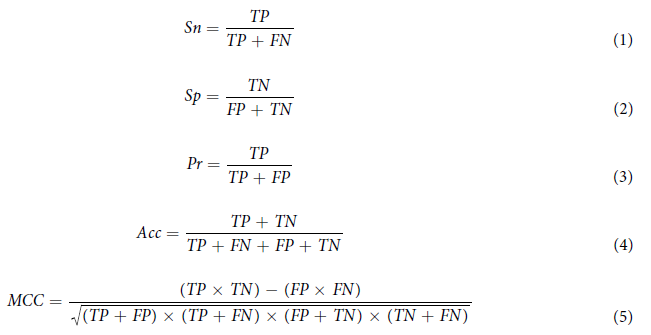 Sn = TP / (TP + FN) (1)
Sp = TN / (FP + TN) (2)
Pr = TP / (TP + FP) (3)
Acc = (TP + TN) / (TP + FN + FP + TN) (4)
MCC = ((TP × TN) − (FP × FN)) / √((TP + FP) × (TP + FN) × (FP + TN) × (TN + FN)) (5)